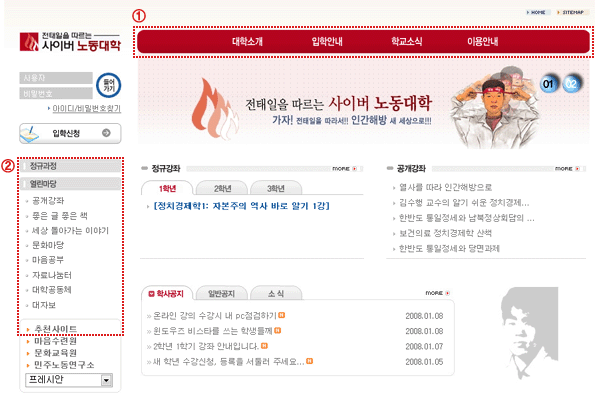 ①
HOME SITEMAP
전태일을 따르는
사이버 노동대학
대학소개 입학안내 학교소식 이용안내
사용자
비밀번호
들어가기
아이디/비밀번호찾기
입학신청
전태일을 따르는 사이버 노동대학
가자! 전태일을 따라서!! 인간해방 새 세상으로!!!
01 02
②
정규과정
열린마당
공개강좌
좋은 글 좋은 책
세상 돌아가는 이야기
문화마당
마음공부
자료나눔터
대학공동체
대자보
추천사이트
마음수련원
문화교육원
민주노동연구소
프레시안
정규강좌 MORE
1학년 2학년 3학년
[정치경제학1: 자본주의 역사 바로 알기 1강]
공개강좌 MORE
열사를 따라 인간해방으로
김수행 교수의 알기 쉬운 경치경제...
한반도 통일정세와 남북정상회담의 ...
보건의료 정치경제학 산책
한반도 통일정세와 당면과제
학사공지 일반공지 소 식 MORE
온라인 강의 수강시 내 pc점검하기 2008.01.08
윈도우즈 비스타를 쓰는 학생들께 2008.01.08
2학년 1학기 강좌 안내입니다. 2008.01.07
새 학년 수강신청, 등록을 서둘러 주세요... 2008.01.05